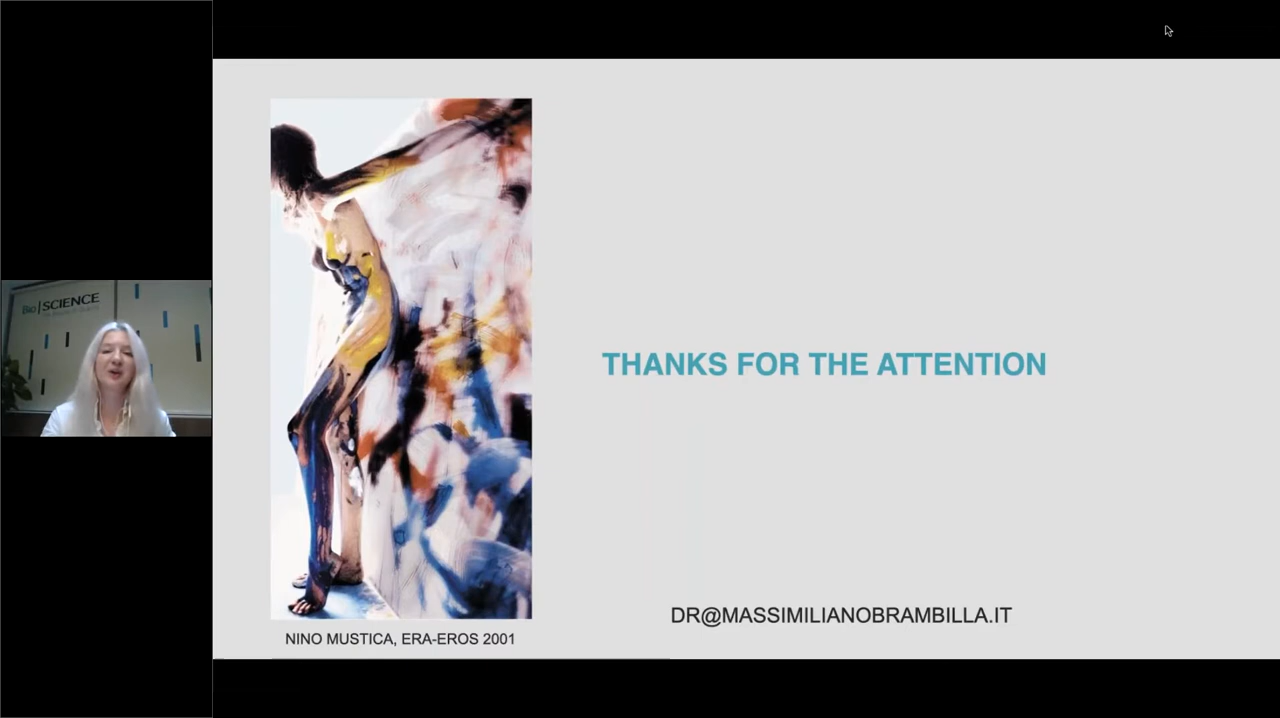 Bio|SCIENCE
THANKS FOR THE ATTENTION
DR@MASSIMILIANOBRAMBILLA.IT
NINO MUSTICA, ERA-EROS 2001